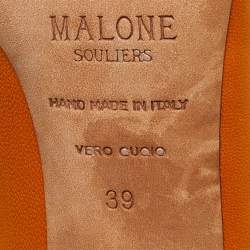 MALONE
SOULIERS
HAND MADE IN ITALY
VERO CUOIO
39